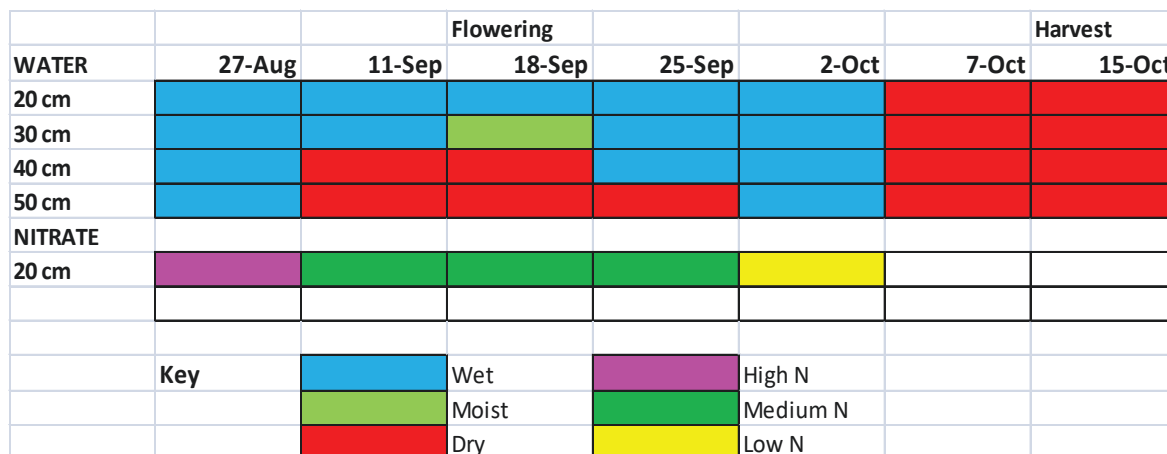 Flowering Harvest
WATER 27-Aug 11-Sep 18-Sep 25-Sep 2-Oct 7-Oct 15-Oct
20 cm
30 cm
40 cm
50 cm
NITRATE
20 cm
Key Wet High N
Moist Medium N
Dry Low N